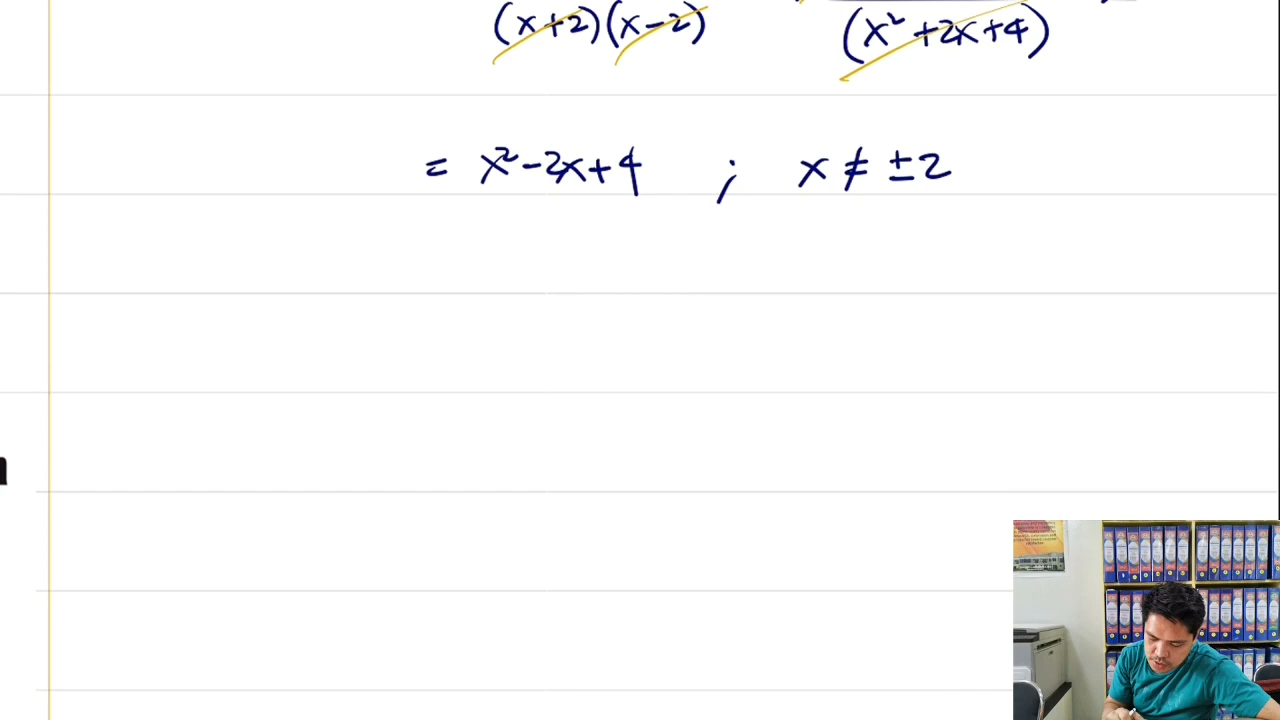 (x+2)(x-2) (x²+2x+4)
= x²-2x+4 ; x ≠ ±2